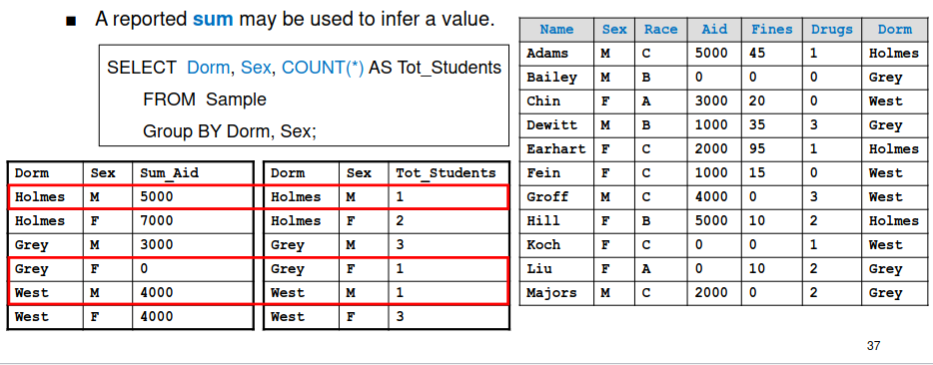 ■ A reported sum may be used to infer a value.
SELECT Dorm, Sex, COUNT(*) AS Tot_Students
FROM Sample
Group BY Dorm, Sex;
Dorm Sex Sum_Aid
Holmes M 5000
Holmes F 7000
Grey M 3000
Grey F 0
West M 4000
West F 4000
Dorm Sex Tot_Students
Holmes M 1
Holmes F 2
Grey M 3
Grey F 1
West M 1
West F 3
Name Sex Race Aid Fines Drugs Dorm
Adams M C 5000 45 1 Holmes
Bailey M B 0 0 0 Grey
Chin F A 3000 20 0 West
Dewitt M B 1000 35 3 Grey
Earhart F C 2000 95 1 Holmes
Fein F C 1000 15 0 West
Groff M C 4000 0 3 West
Hill F B 5000 10 2 Holmes
Koch F C 0 0 1 West
Liu F A 0 10 2 Grey
Majors M C 2000 0 2 Grey
37